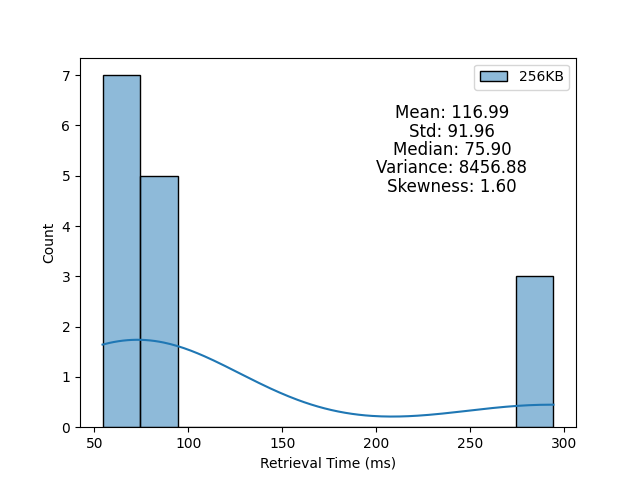 256KB
Mean: 116.99
Std: 91.96
Median: 75.90
Variance: 8456.88
Skewness: 1.60
Count
7
6
5
4
3
2
1
0
50 100 150 200 250 300
Retrieval Time (ms)